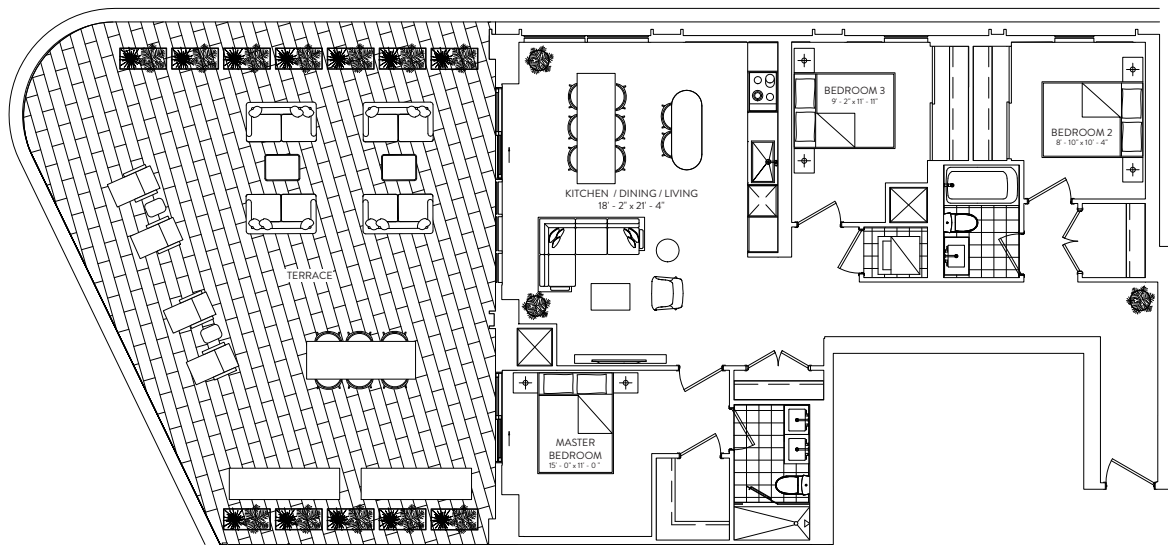 BEDROOM 3
9' - 2" x 11' - 11"
BEDROOM 2
8' - 10" x 10' - 4"
KITCHEN / DINING / LIVING
18' - 2" x 21' - 4"
TERRACE
MASTER
BEDROOM
15' - 0" x 11' - 0 "